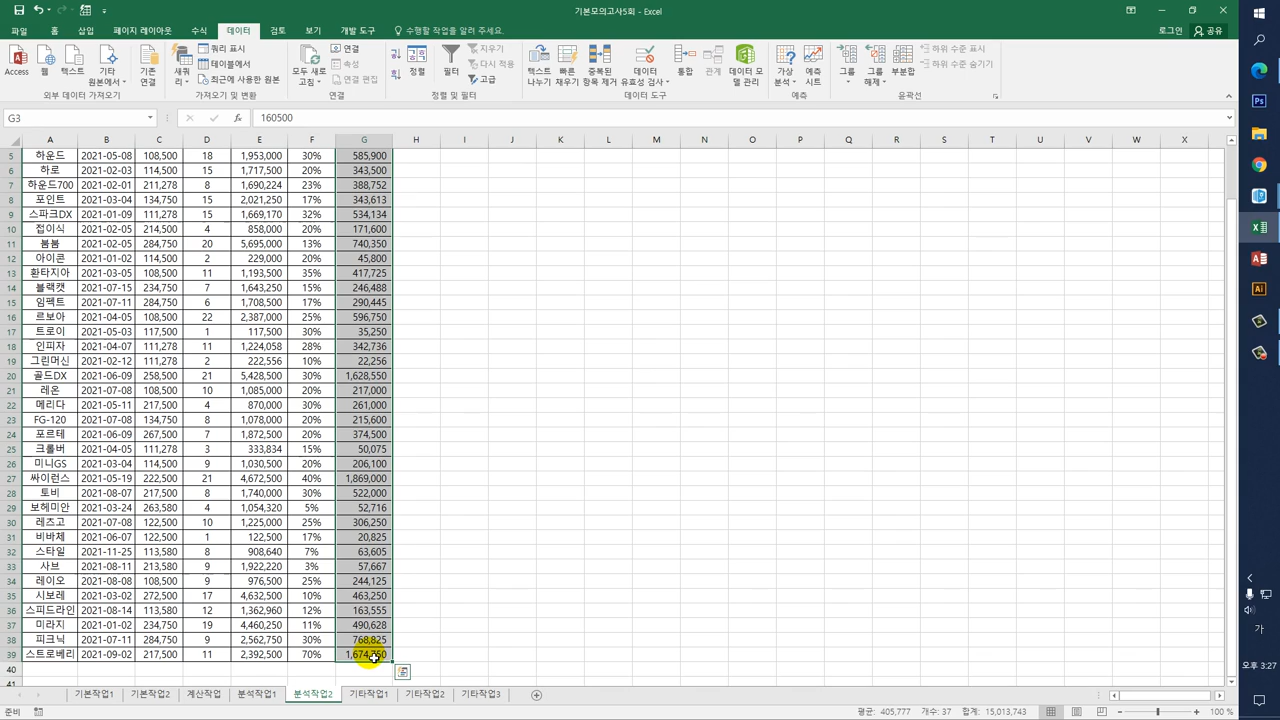 기본모의고사5회 - Excel
파일 홈 삽입 페이지 레이아웃 수식 데이터 검토 보기 개발 도구 수행할 작업을 알려 주세요. 로그인 공유
Access 웹 텍스트 기타 원본에서 기존 연결 새쿼리 쿼리 표시 테이블에서 최근에 사용한 원본 모두 새로 고침 연결 속성 연결 편집 정렬 필터 지우기 다시 적용 고급 텍스트 나누기 빠른 채우기 중복된 항목 제거 데이터 유효성 검사 통합 관계 데이터 모델 관리 가상 분석 예측 시트 그룹 그룹 해제 부분합 하위 수준 표시 하위 수준 숨기기
외부 데이터 가져오기 가져오기 및 변환 연결 정렬 및 필터 데이터 도구 예측 윤곽선
G3 fx 160500
A B C D E F G H I J K L M N O P Q R S T U V W X
5 하운드 2021-05-08 108,500 18 1,953,000 30% 585,900
6 하로 2021-02-03 114,500 15 1,717,500 20% 343,500
7 하운드700 2021-02-01 211,278 8 1,690,224 23% 388,752
8 포인트 2021-03-04 134,750 15 2,021,250 17% 343,613
9 스파크DX 2021-01-09 111,278 15 1,669,170 32% 534,134
10 접이식 2021-02-05 214,500 4 858,000 20% 171,600
11 붐붐 2021-02-05 284,750 20 5,695,000 13% 740,350
12 아이콘 2021-01-02 114,500 2 229,000 20% 45,800
13 환타지아 2021-03-05 108,500 11 1,193,500 35% 417,725
14 블랙캣 2021-07-15 234,750 7 1,643,250 15% 246,488
15 임펙트 2021-07-11 284,750 6 1,708,500 17% 290,445
16 르보아 2021-04-05 108,500 22 2,387,000 25% 596,750
17 트로이 2021-05-03 117,500 1 117,500 30% 35,250
18 인피자 2021-04-07 111,278 11 1,224,058 28% 342,736
19 그린머신 2021-02-12 111,278 2 222,556 10% 22,256
20 골드DX 2021-06-09 258,500 21 5,428,500 30% 1,628,550
21 레온 2021-07-08 108,500 10 1,085,000 20% 217,000
22 메리다 2021-05-11 217,500 4 870,000 30% 261,000
23 FG-120 2021-07-08 134,750 8 1,078,000 20% 215,600
24 포르테 2021-06-09 267,500 7 1,872,500 20% 374,500
25 크롤버 2021-04-05 111,278 3 333,834 15% 50,075
26 미니GS 2021-03-04 114,500 9 1,030,500 20% 206,100
27 싸이런스 2021-05-19 222,500 21 4,672,500 40% 1,869,000
28 토비 2021-08-07 217,500 8 1,740,000 30% 522,000
29 보헤미안 2021-03-24 263,580 4 1,054,320 5% 52,716
30 레즈고 2021-07-08 122,500 10 1,225,000 25% 306,250
31 비바체 2021-06-07 122,500 1 122,500 17% 20,825
32 스타일 2021-11-25 113,580 8 908,640 7% 63,605
33 사브 2021-08-11 213,580 9 1,922,220 3% 57,667
34 레이오 2021-08-08 108,500 9 976,500 25% 244,125
35 시보레 2021-03-02 272,500 17 4,632,500 10% 463,250
36 스피드라인 2021-08-14 113,580 12 1,362,960 12% 163,555
37 미라지 2021-01-02 234,750 19 4,460,250 11% 490,628
38 피크닉 2021-07-11 284,750 9 2,562,750 30% 768,825
39 스트로베리 2021-09-02 217,500 11 2,392,500 70% 1,674,750
40
41
기본작업1 기본작업2 계산작업 분석작업1 분석작업2 기타작업1 기타작업2 기타작업3
준비 평균: 405,777 개수: 37 합계: 15,013,743 100 %
가
오후 3:27